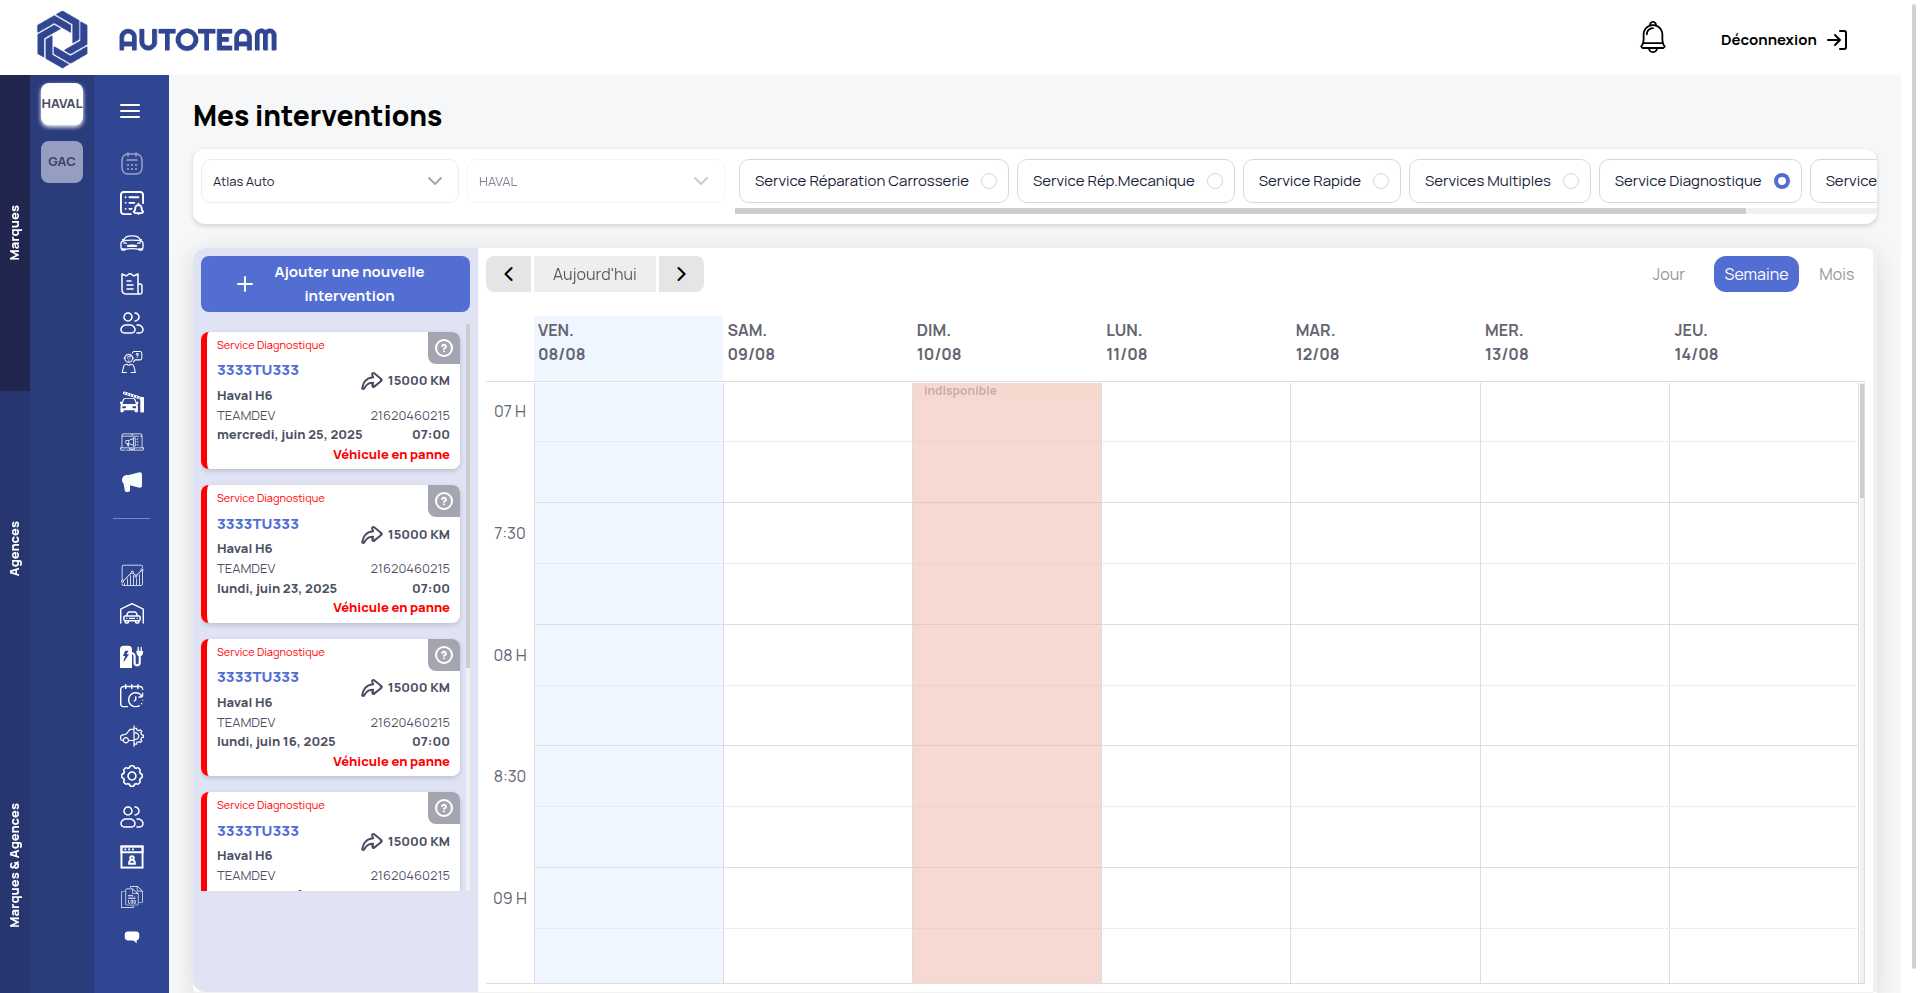 AUTOTEAM
Déconnexion
HAVAL
GAC
Marques
Agences
Marques & Agences
Mes interventions
Atlas Auto
HAVAL
Service Réparation Carrosserie
Service Rép.Mecanique
Service Rapide
Services Multiples
Service Diagnostique
Service
Ajouter une nouvelle
intervention
Service Diagnostique
3333TU333
15000 KM
Haval H6
TEAMDEV 21620460215
mercredi, juin 25, 2025 07:00
Véhicule en panne
Service Diagnostique
3333TU333
15000 KM
Haval H6
TEAMDEV 21620460215
lundi, juin 23, 2025 07:00
Véhicule en panne
Service Diagnostique
3333TU333
15000 KM
Haval H6
TEAMDEV 21620460215
lundi, juin 16, 2025 07:00
Véhicule en panne
Service Diagnostique
3333TU333
15000 KM
Haval H6
TEAMDEV 21620460215
Aujourd'hui
Jour Semaine Mois
VEN. SAM. DIM. LUN. MAR. MER. JEU.
08/08 09/08 10/08 11/08 12/08 13/08 14/08
indisponible
07 H
7:30
08 H
8:30
09 H